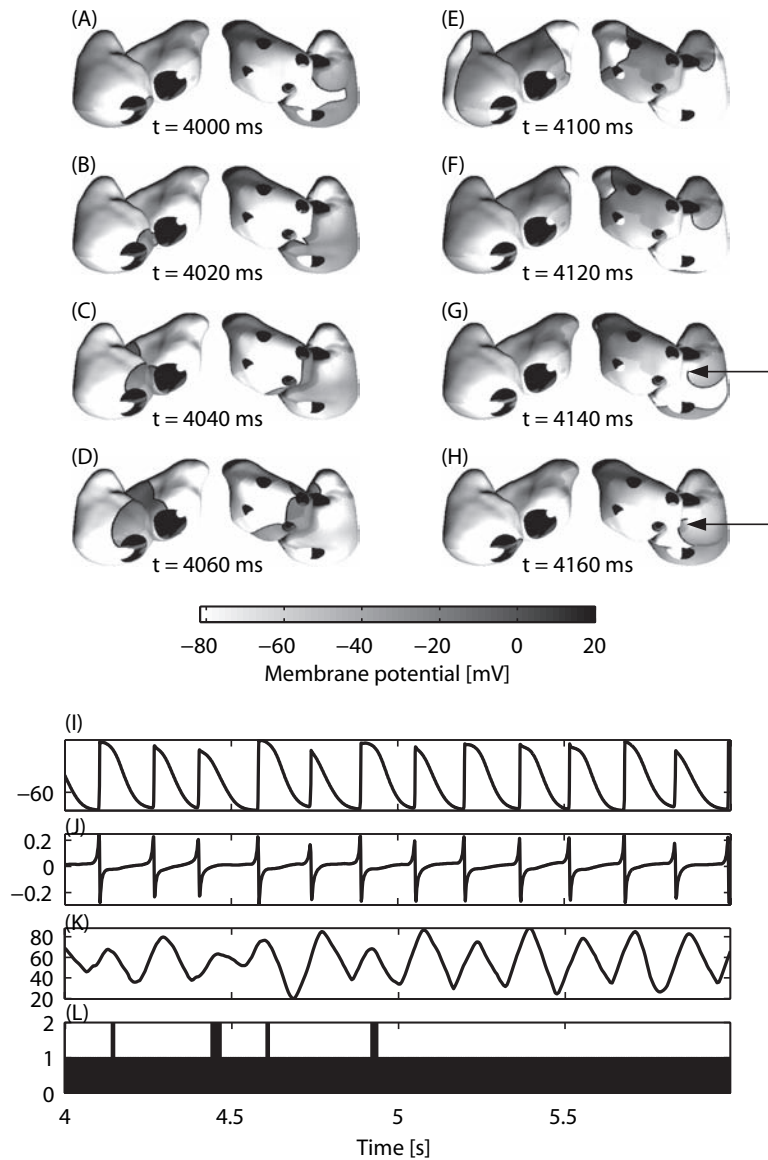 (A)
t = 4000 ms
(B)
t = 4020 ms
(C)
t = 4040 ms
(D)
t = 4060 ms
(E)
t = 4100 ms
(F)
t = 4120 ms
(G)
t = 4140 ms
(H)
t = 4160 ms
−80 −60 −40 −20 0 20
Membrane potential [mV]
(I)
−60
(J)
0.2
0
−0.2
(K)
80
60
40
20
(L)
2
1
0
4 4.5 5 5.5
Time [s]